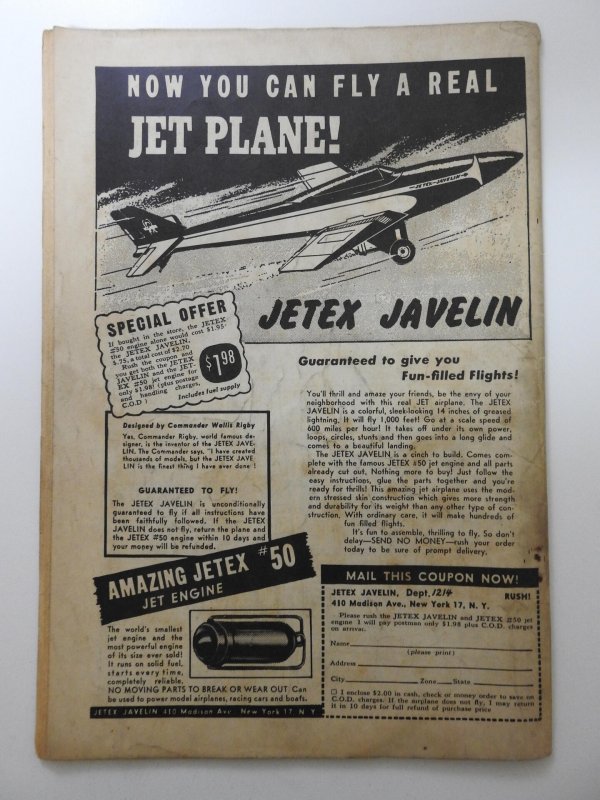 NOW YOU CAN FLY A REAL
JET PLANE!
JETEX-JAVELIN
JETEX JAVELIN
SPECIAL OFFER
If bought in the store, the JETEX
#50 engine alone would cost $1.95;
the JETEX JAVELIN,
$.75, a total cost of $2.70
Rush the coupon and
you get both the JETEX
JAVELIN and the JET-
EX #50 jet engine for
only $1.98! (plus postage
and handling charges,
C.O.D.)
$1.98
Includes fuel supply
Guaranteed to give you
Fun-filled Flights!
You'll thrill and amaze your friends, be the envy of your
neighborhood with this real JET airplane. The JETEX
JAVELIN is a colorful, sleek-looking 14 inches of greased
lightning. It will fly 1,000 feet! Go at a scale speed of
600 miles per hour! It takes off under its own power,
loops, circles, stunts and then goes into a long glide and
comes to a beautiful landing.
The JETEX JAVELIN is a cinch to build. Comes com-
plete with the famous JETEX #50 jet engine and all parts
already cut out. Nothing more to buy! Just follow the
easy instructions, glue the parts together and you're
ready for thrills! This amazing jet airplane uses the mod-
ern stressed skin construction which gives more strength
and durability for its weight than any other type of con-
struction. With ordinary care, it will make hundreds of
fun filled flights.
It's fun to assemble, thrilling to fly. So don't
delay—SEND NO MONEY—rush your order
today to be sure of prompt delivery.
Designed by Commander Wallis Rigby
Yes, Commander Rigby, world famous de-
signer, is the inventor of the JETEX JAVE-
LIN. The Commander says, "I have created
thousands of models, but the JETEX JAVE-
LIN is the finest thing I have ever done!
GUARANTEED TO FLY!
The JETEX JAVELIN is unconditionally
guaranteed to fly if all instructions have
been faithfully followed. If the JETEX
JAVELIN does not fly, return the plane and
the JETEX #50 engine within 10 days and
your money will be refunded.
AMAZING JETEX #50
JET ENGINE
The world's smallest
jet engine and the
most powerful engine
of its size ever sold!
It runs on solid fuel,
starts every time,
completely reliable.
NO MOVING PARTS TO BREAK OR WEAR OUT Can
be used to power model airplanes, racing cars and boats.
JETEX JAVELIN 410 Madison Ave New York 17, N. Y.
MAIL THIS COUPON NOW!
JETEX JAVELIN, Dept. 1214 RUSH!
410 Madison Ave., New York 17, N. Y.
Please rush the JETEX JAVELIN and JETEX #50 jet
engine I will pay postman only $1.98 plus C.O.D. charges
on arrival.
Name
(please print)
Address
City Zone State
I enclose $2.00 in cash, check or money order to save on
C.O.D. charges. If the airplane does not fly, I may return
it in 10 days for full refund of purchase price